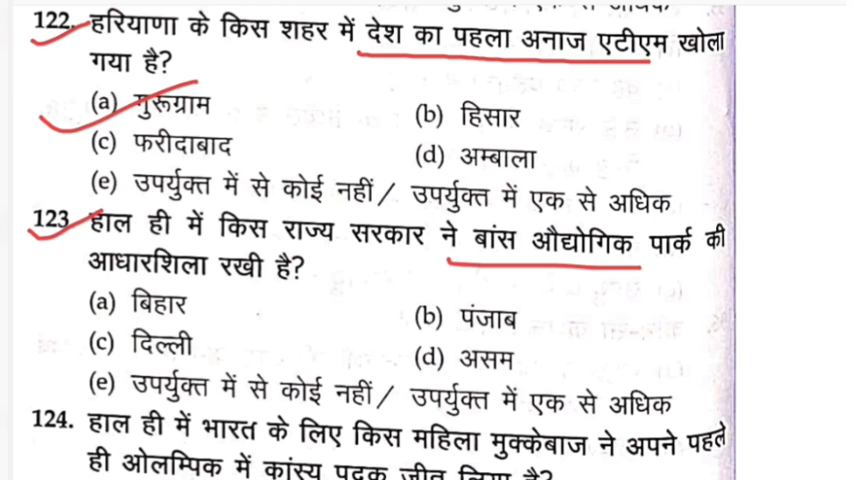 122. हरियाणा के किस शहर में देश का पहला अनाज एटीएम खोला
गया है?
(a) गुरूग्राम (b) हिसार
(c) फरीदाबाद (d) अम्बाला
(e) उपर्युक्त में से कोई नहीं / उपर्युक्त में एक से अधिक
123. हाल ही में किस राज्य सरकार ने बांस औद्योगिक पार्क की
आधारशिला रखी है?
(a) बिहार (b) पंजाब
(c) दिल्ली (d) असम
(e) उपर्युक्त में से कोई नहीं / उपर्युक्त में एक से अधिक
124. हाल ही में भारत के लिए किस महिला मुक्केबाज ने अपने पहले
ही ओलम्पिक में कांस्य पदक जीत लिया है?